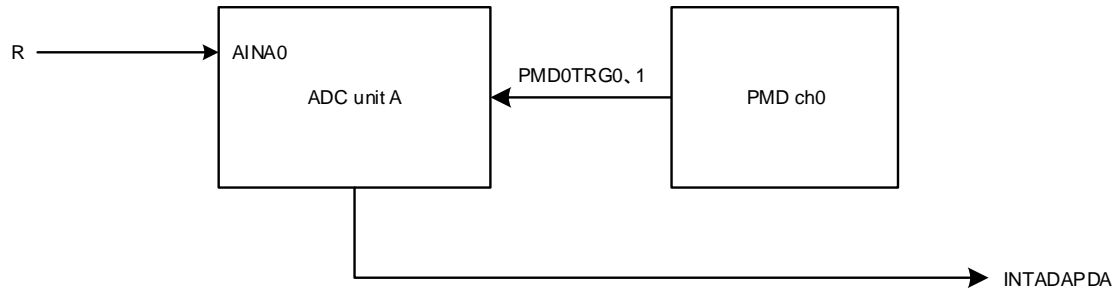 R
AINA0
ADC unit A
PMD0TRG0、1
PMD ch0
INTADAPDA